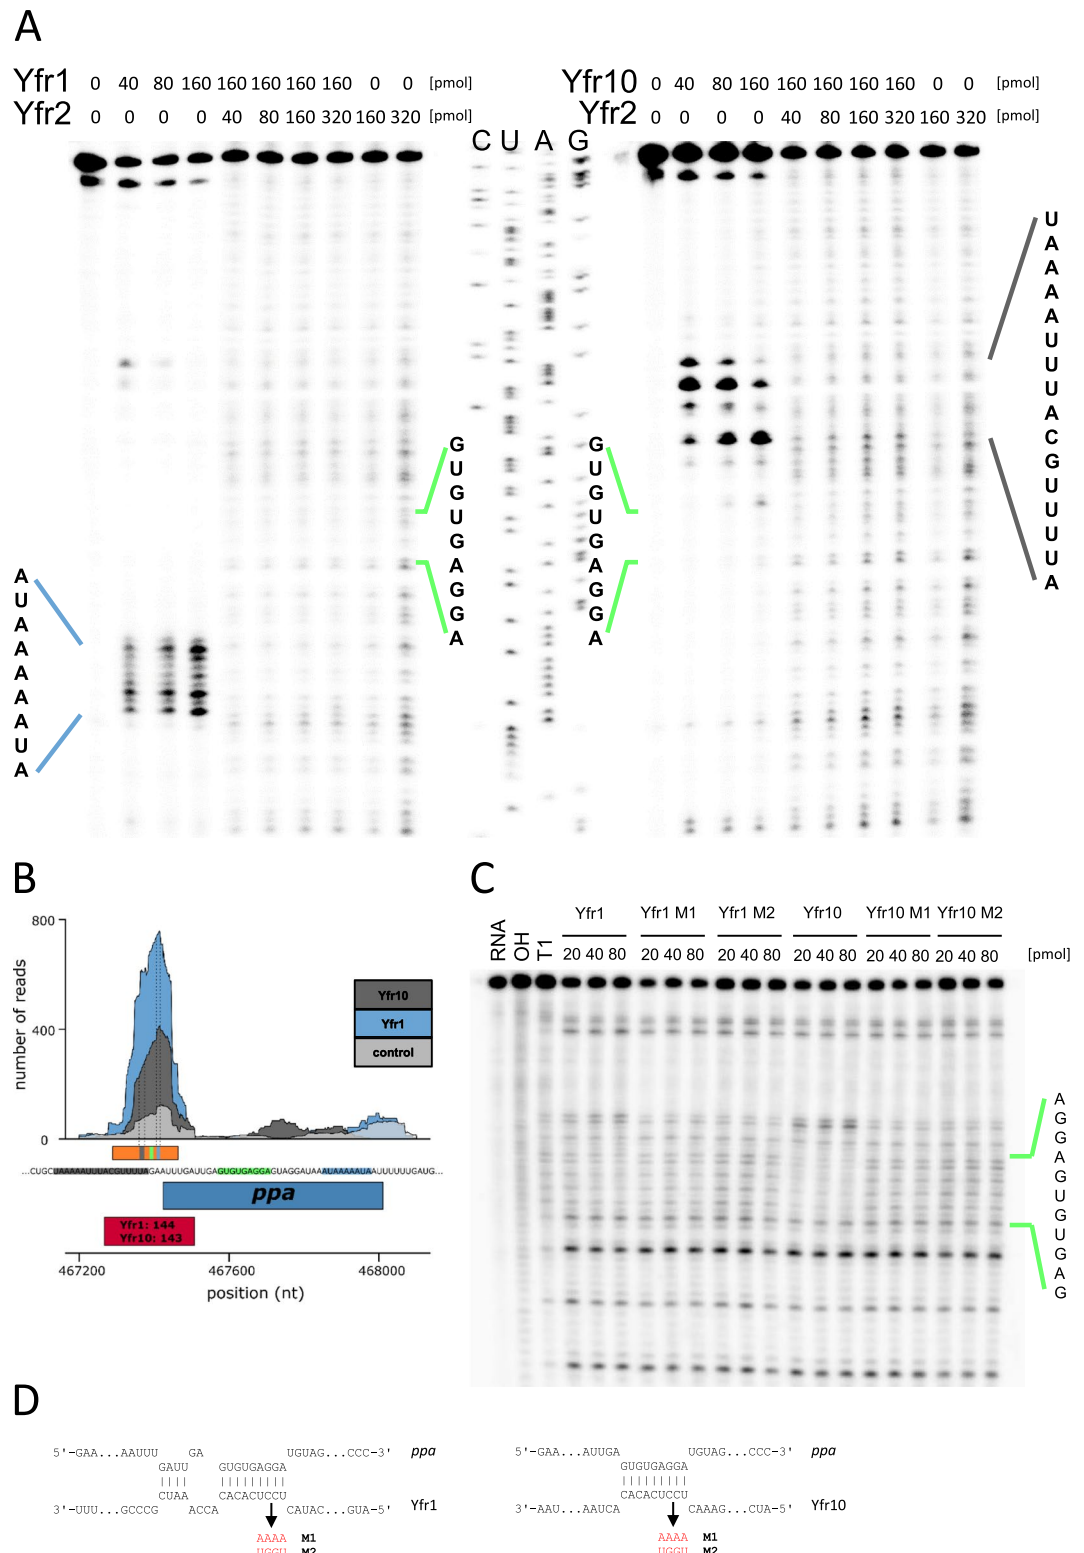 A
Yfr1 0 40 80 160 160 160 160 160 0 0 [pmol]
Yfr2 0 0 0 0 40 80 160 320 160 320 [pmol]
Yfr10 0 40 80 160 160 160 160 160 0 0 [pmol]
Yfr2 0 0 0 0 40 80 160 320 160 320 [pmol]
C U A G
A
U
A
A
A
A
A
U
A
G
U
G
U
G
A
G
G
A
G
U
G
U
G
A
G
G
A
U
A
A
A
A
U
U
U
A
C
G
U
U
U
U
A
B
number of reads
800
400
0
Yfr10
Yfr1
control
...CUGCUAAAAAUUUACGUUUUAGAAUUUGAUUGAGUGUGAGGAGUAGGAUAAAUAAAAAUAAUUUUUUGAUG...
ppa
Yfr1: 144
Yfr10: 143
467200 467600 468000
position (nt)
C
RNA OH T1
Yfr1 Yfr1 M1 Yfr1 M2 Yfr10 Yfr10 M1 Yfr10 M2
20 40 80 20 40 80 20 40 80 20 40 80 20 40 80 20 40 80 [pmol]
A
G
G
A
G
U
G
U
G
A
G
D
5'-GAA...AAUUU GA UGUAG...CCC-3' ppa
GAUU GUGUGAGGA
CUAA CACACUCCU
3'-UUU...GCCCG ACCA CAUAC...GUA-5' Yfr1
AAAA M1
UGGU M2
5'-GAA...AUUGA UGUAG...CCC-3' ppa
GUGUGAGGA
CACACUCCU
3'-AAU...AAUCA CAAAG...CUA-5' Yfr10
AAAA M1
UGGU M2